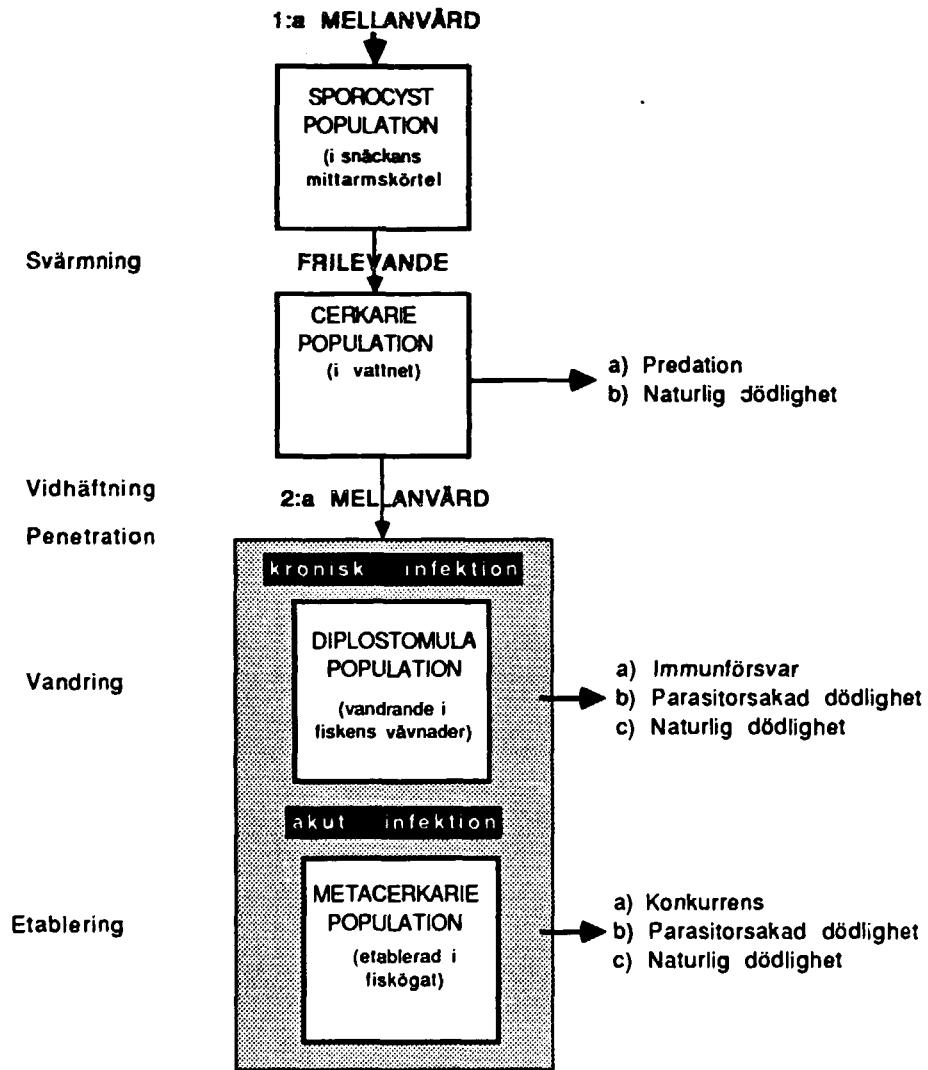 1:a MELLANVÄRD
SPOROCYST
POPULATION
(i snäckans
mittarmskörtel
Svärmning
FRILEVANDE
CERKARIE
POPULATION
(i vattnet)
a) Predation
b) Naturlig dödlighet
Vidhäftning
2:a MELLANVÄRD
Penetration
kronisk infektion
DIPLOSTOMULA
POPULATION
(vandrande i
fiskens vävnader)
Vandring
a) Immunförsvar
b) Parasitorsakad dödlighet
c) Naturlig dödlighet
akut infektion
METACERKARIE
POPULATION
(etablerad i
fiskögat)
Etablering
a) Konkurrens
b) Parasitorsakad dödlighet
c) Naturlig dödlighet